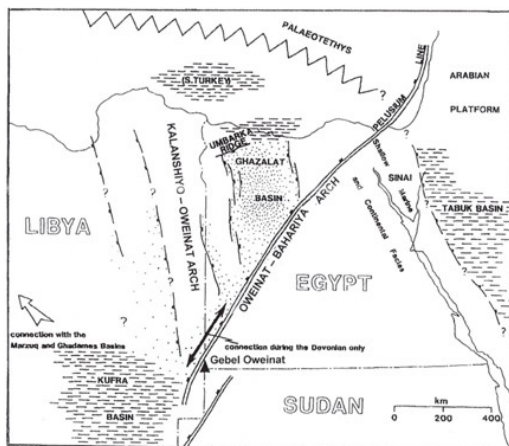 PALAEOTETHYS
(S.TURKEY)
?
LINE
PELUSIUM
ARABIAN
PLATFORM
?
KALANSHIYO - OWEINAT ARCH
UMBARKA
RIDGE
GHAZALAT
BASIN
OWEINAT - BAHARIYA ARCH
Shallow Marine
and Continental Facies
SINAI
TABUK BASIN
?
LIBYA
EGYPT
?
connection with the
Marzuq and Ghadames Basins
connection during the Devonian only
Gebel Oweinat
KUFRA
BASIN
SUDAN
0 200 400
km